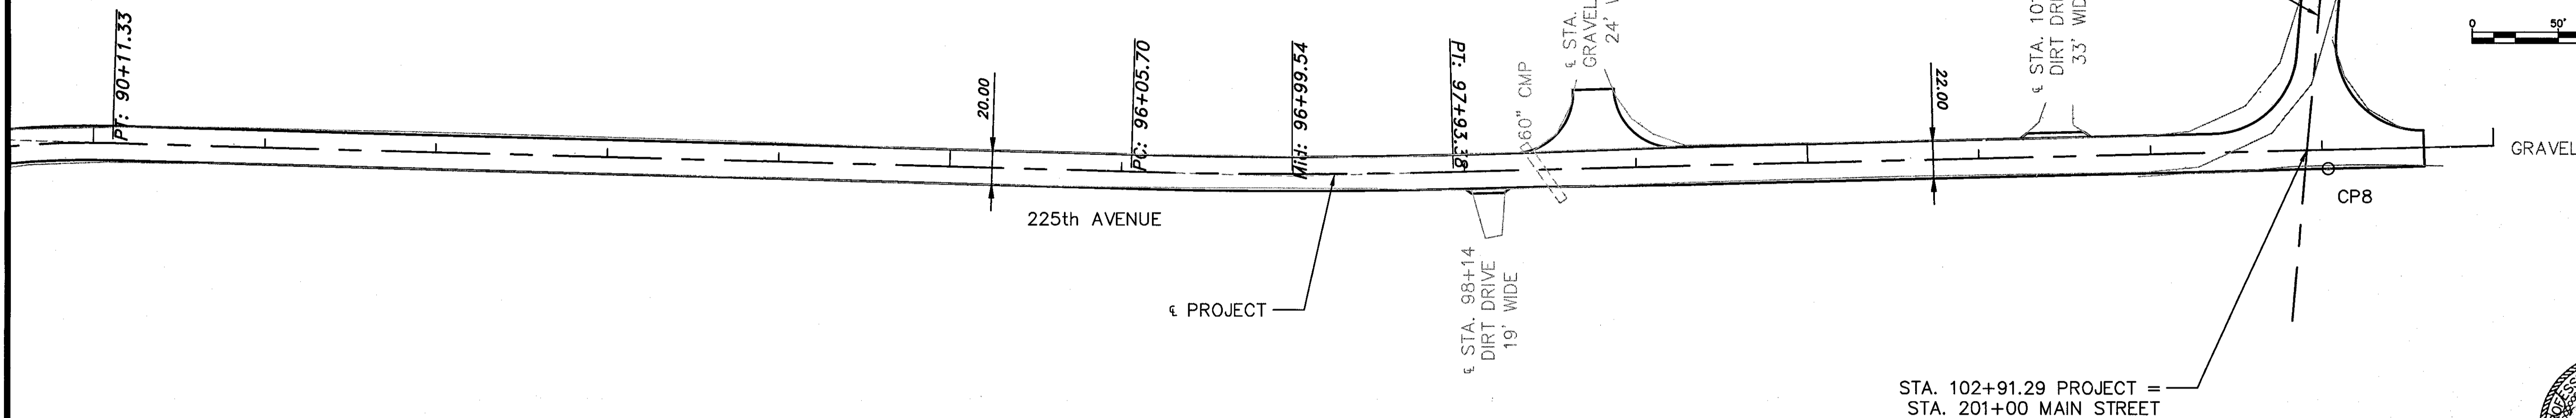 PT: 90+11.33
20.00
PC: 96+05.70
Mid: 96+99.54
PT: 97+93.38
60" CMP
℄ STA.
GRAVEL
24'
22.00
℄ STA. 10
DIRT
33'
0 50'
GRAVEL
CP8
225th AVENUE
℄ PROJECT
℄ STA. 98+14
DIRT DRIVE
19' WIDE
STA. 102+91.29 PROJECT =
STA. 201+00 MAIN STREET